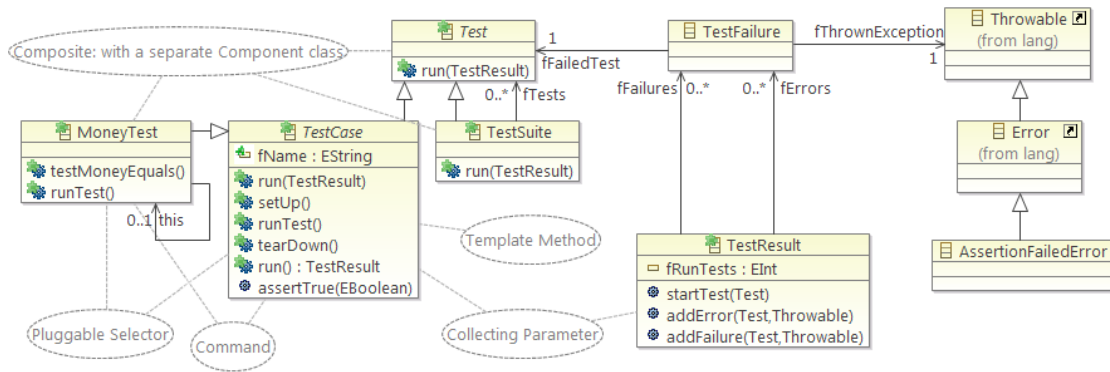 Test
run(TestResult)
TestFailure
Throwable
(from lang)
1
fFailedTest
fThrownException
1
Composite: with a separate Component class
0..*
fTests
fFailures
0..*
fErrors
MoneyTest
testMoneyEquals()
runTest()
0..1
this
TestCase
fName : EString
run(TestResult)
setUp()
runTest()
tearDown()
run() : TestResult
assertTrue(EBoolean)
TestSuite
run(TestResult)
Error
(from lang)
Template Method
TestResult
fRunTests : EInt
startTest(Test)
addError(Test,Throwable)
addFailure(Test,Throwable)
AssertionFailedError
Pluggable Selector
Command
Collecting Parameter